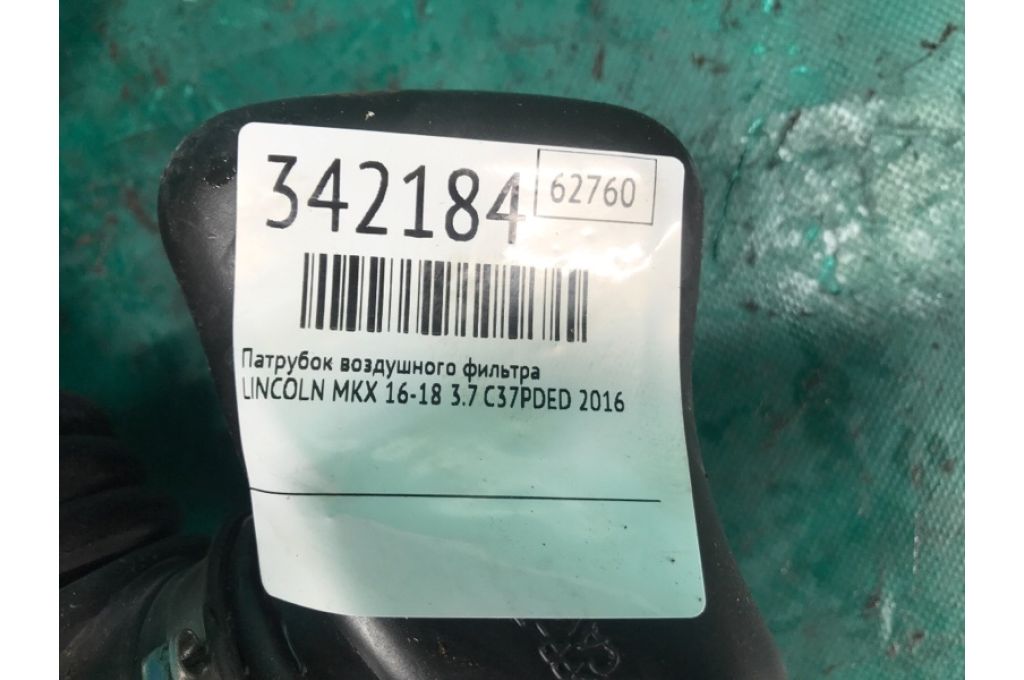 342184
62760
Патрубок воздушного фильтра
LINCOLN MKX 16-18 3.7 C37PDED 2016